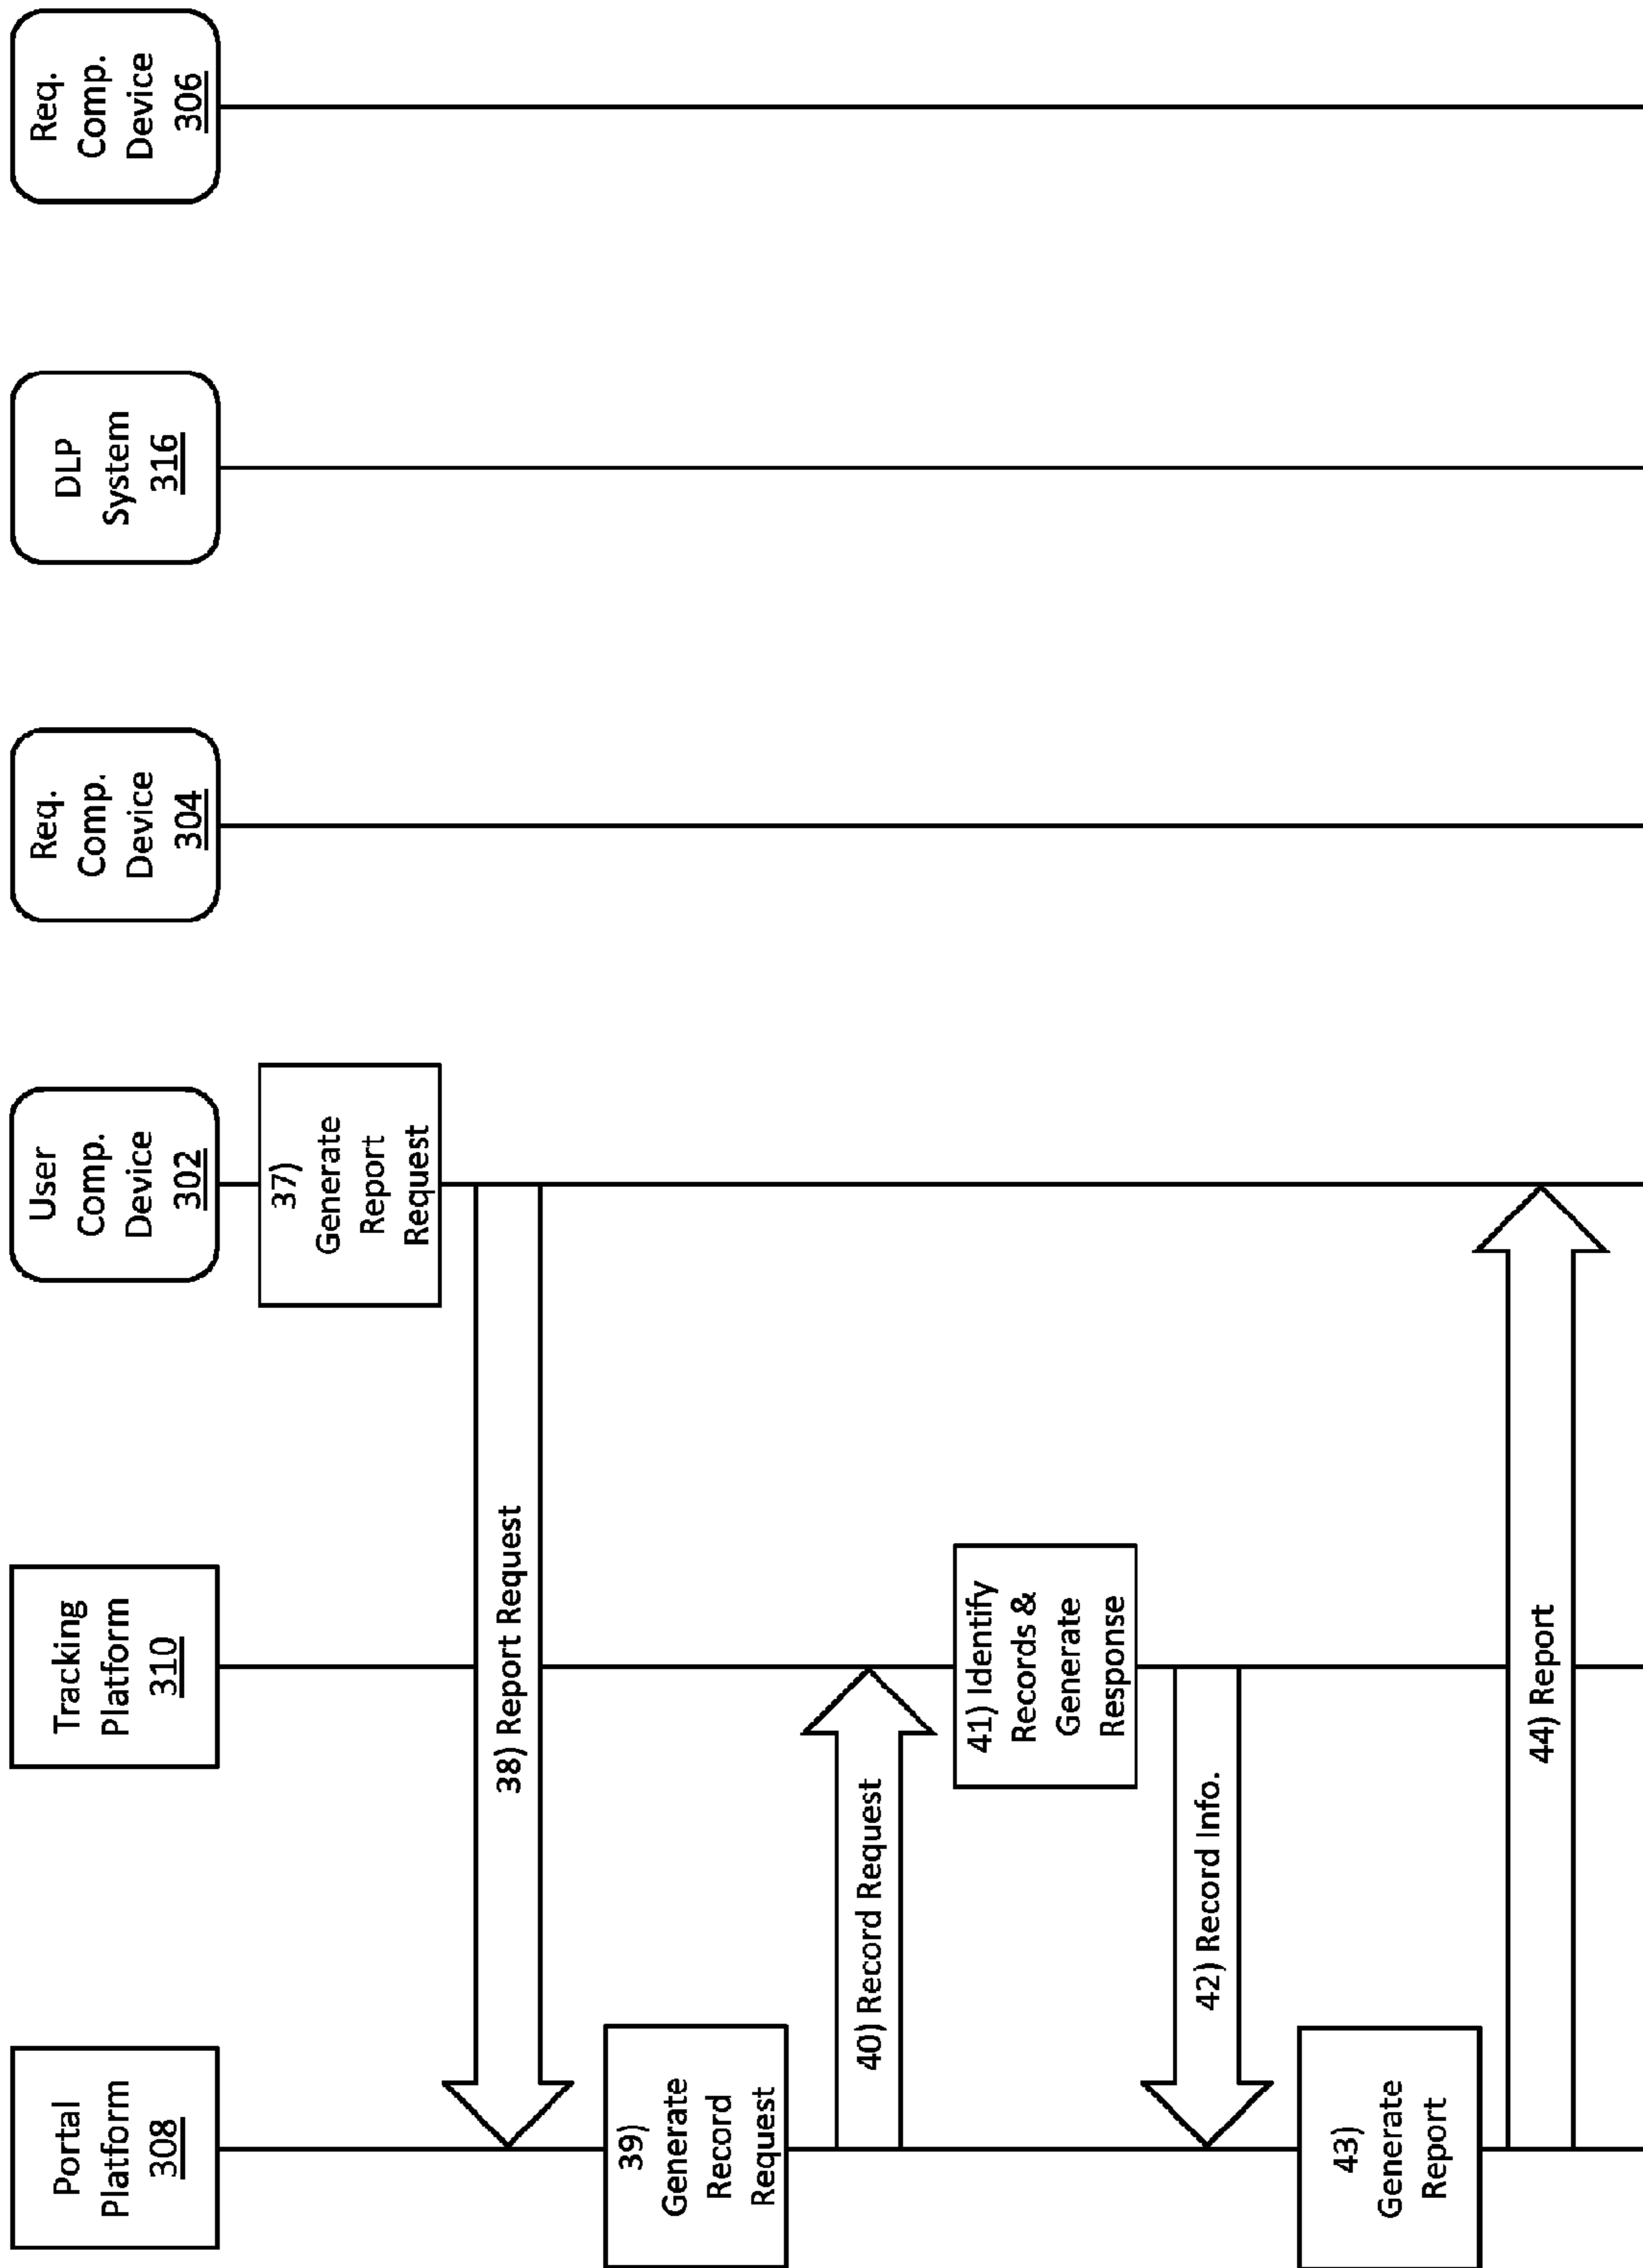 Portal
Platform
308
Tracking
Platform
310
User
Comp.
Device
302
Req.
Comp.
Device
304
DLP
System
316
Req.
Comp.
Device
306
37)
Generate
Report
Request
38) Report Request
39)
Generate
Record
Request
40) Record Request
41) Identify
Records &
Generate
Response
42) Record Info.
43)
Generate
Report
44) Report